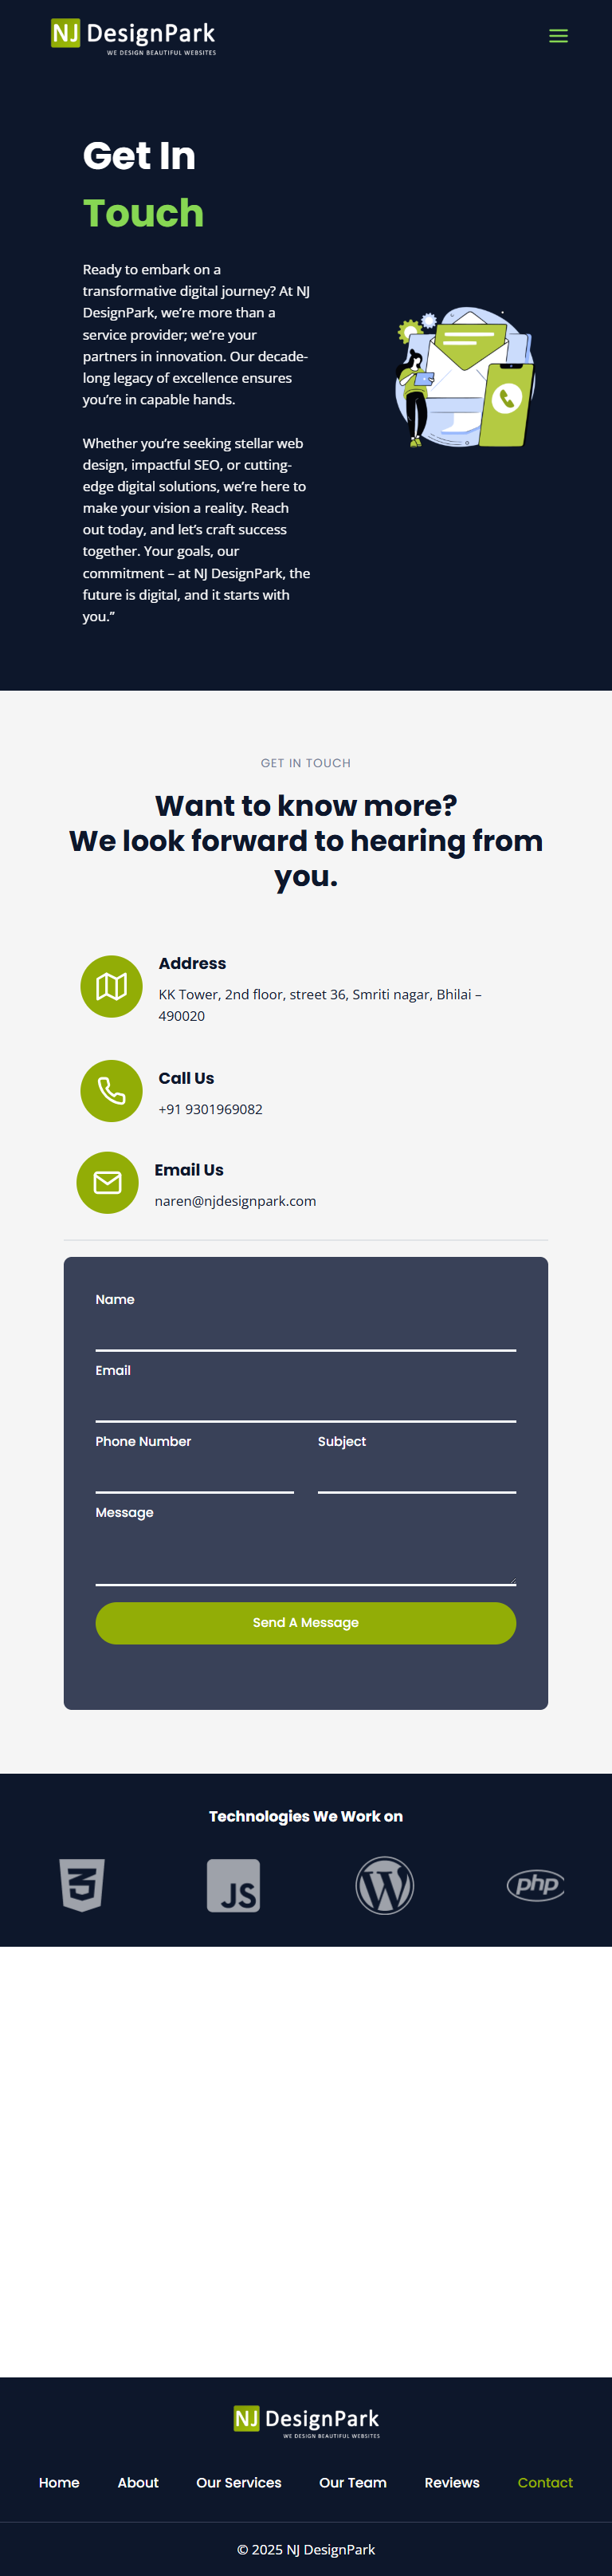 NJ DesignPark
WE DESIGN BEAUTIFUL WEBSITES
Get In
Touch
Ready to embark on a
transformative digital journey? At NJ
DesignPark, we’re more than a
service provider; we’re your
partners in innovation. Our decade-
long legacy of excellence ensures
you’re in capable hands.
Whether you’re seeking stellar web
design, impactful SEO, or cutting-
edge digital solutions, we’re here to
make your vision a reality. Reach
out today, and let’s craft success
together. Your goals, our
commitment – at NJ DesignPark, the
future is digital, and it starts with
you.”
GET IN TOUCH
Want to know more?
We look forward to hearing from
you.
Address
KK Tower, 2nd floor, street 36, Smriti nagar, Bhilai –
490020
Call Us
+91 9301969082
Email Us
naren@njdesignpark.com
Name
Email
Phone Number Subject
Message
Send A Message
Technologies We Work on
3 JS W php
NJ DesignPark
WE DESIGN BEAUTIFUL WEBSITES
Home About Our Services Our Team Reviews Contact
© 2025 NJ DesignPark